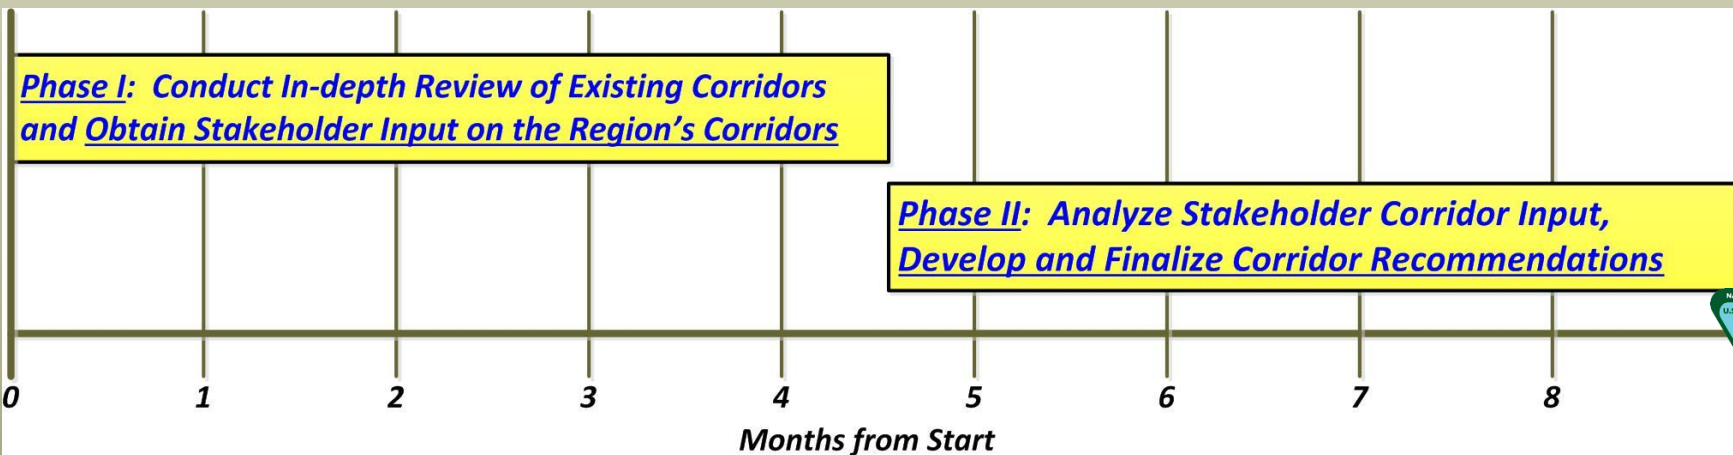 Phase I: Conduct In-depth Review of Existing Corridors
and Obtain Stakeholder Input on the Region's Corridors
Phase II: Analyze Stakeholder Corridor Input,
Develop and Finalize Corridor Recommendations
0 1 2 3 4 5 6 7 8
Months from Start